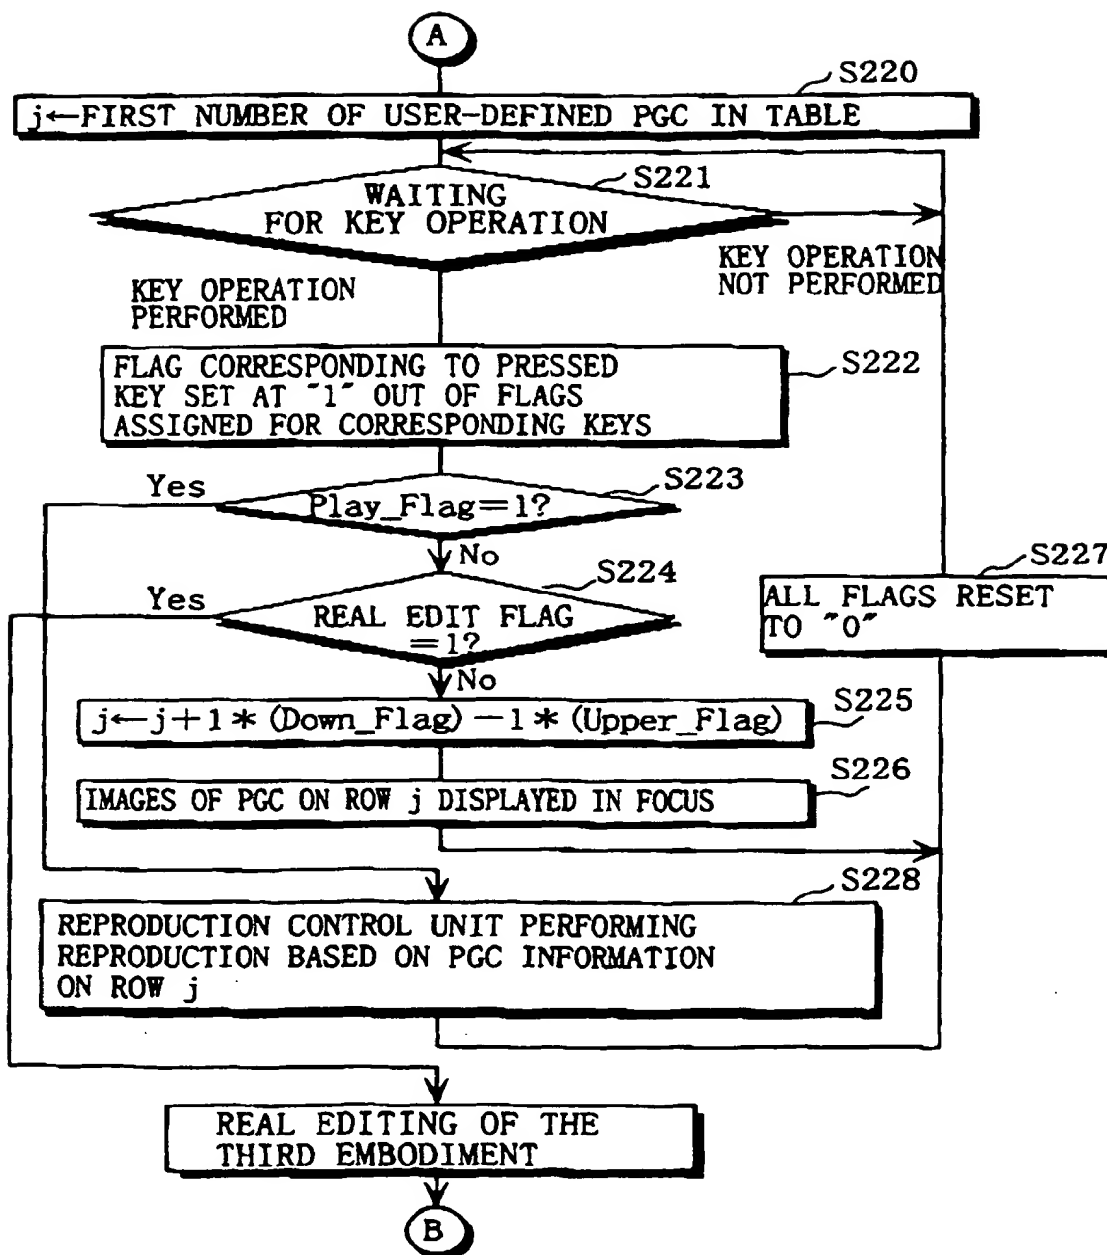 A
S220
j←FIRST NUMBER OF USER-DEFINED PGC IN TABLE
S221
WAITING
FOR KEY OPERATION
KEY OPERATION
NOT PERFORMED
KEY OPERATION
PERFORMED
S222
FLAG CORRESPONDING TO PRESSED
KEY SET AT "1" OUT OF FLAGS
ASSIGNED FOR CORRESPONDING KEYS
S223
Yes
Play_Flag=1?
No
S224
Yes
REAL EDIT FLAG
=1?
No
S227
ALL FLAGS RESET
TO "0"
S225
j←j+1*(Down_Flag)-1*(Upper_Flag)
S226
IMAGES OF PGC ON ROW j DISPLAYED IN FOCUS
S228
REPRODUCTION CONTROL UNIT PERFORMING
REPRODUCTION BASED ON PGC INFORMATION
ON ROW j
REAL EDITING OF THE
THIRD EMBODIMENT
B